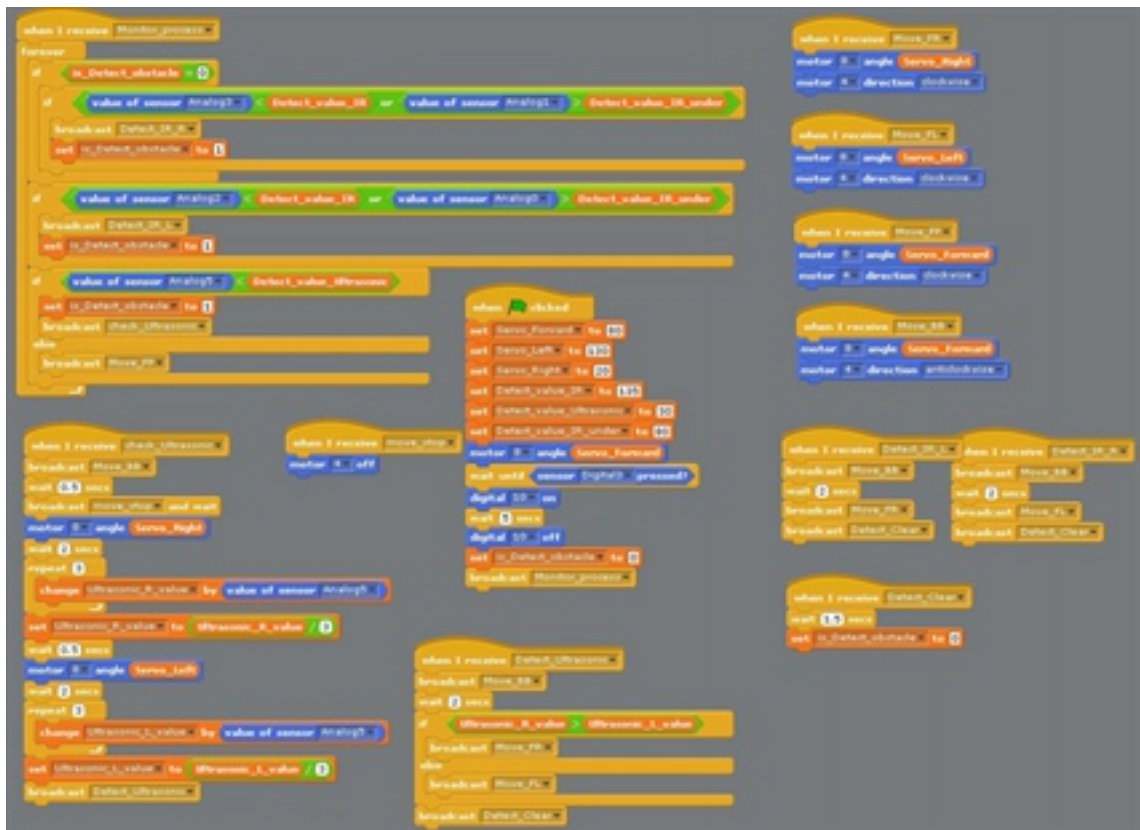 when I receive Monitor_process
forever
if is_Detect_obstacle = 0
if value of sensor Analog3 < Detect_value_IR or value of sensor Analog1 > Detect_value_IR_under
broadcast Detect_IR_R
set is_Detect_obstacle to 1
if value of sensor Analog2 < Detect_value_IR or value of sensor > Detect_value_IR_under
broadcast Detect_IR_L
set is_Detect_obstacle to 1
if value of sensor Analog5 < Detect_value_Ultrasonic
set is_Detect_obstacle to 1
broadcast check_Ultrasonic
else
broadcast Move_FF
when I receive check_Ultrasonic
broadcast Move_BB
wait 0.5 secs
broadcast move_stop and wait
motor angle Servo_Right
wait 2 secs
repeat 3
change Ultrasonic_R_value by value of sensor Analog5
set Ultrasonic_R_value to Ultrasonic_R_value / 3
wait 0.5 secs
motor angle Servo_Left
wait 2 secs
repeat 3
change Ultrasonic_L_value by value of sensor Analog5
set Ultrasonic_L_value to Ultrasonic_L_value / 3
broadcast Detect_Ultrasonic
when I receive move_stop
motor 4 off
when clicked
set Servo_Forward to
set Servo_Left to
set Servo_Right to
set Detect_value_IR to
set Detect_value_Ultrasonic to
set Detect_value_IR_under to
motor angle Servo_Forward
wait until sensor pressed?
digital 10 on
wait 5 secs
digital 10 off
set is_Detect_obstacle to 0
broadcast Monitor_process
when I receive Detect_Ultrasonic
broadcast Move_BB
wait 2 secs
if Ultrasonic_R_value > Ultrasonic_L_value
broadcast Move_FR
else
broadcast Move_FL
broadcast Detect_Clear
when I receive Move_FR
motor angle Servo_Right
motor 4 direction clockwise
when I receive Move_FL
motor angle Servo_Left
motor 4 direction clockwise
when I receive Move_FF
motor angle Servo_Forward
motor 4 direction clockwise
when I receive Move_BB
motor angle Servo_Forward
motor 4 direction anticlockwise
when I receive Detect_IR_L
broadcast Move_BB
wait 2 secs
broadcast Move_FR
broadcast Detect_Clear
when I receive Detect_IR_R
broadcast Move_BB
wait 2 secs
broadcast Move_FL
broadcast Detect_Clear
when I receive Detect_Clear
wait 1.5 secs
set is_Detect_obstacle to 0